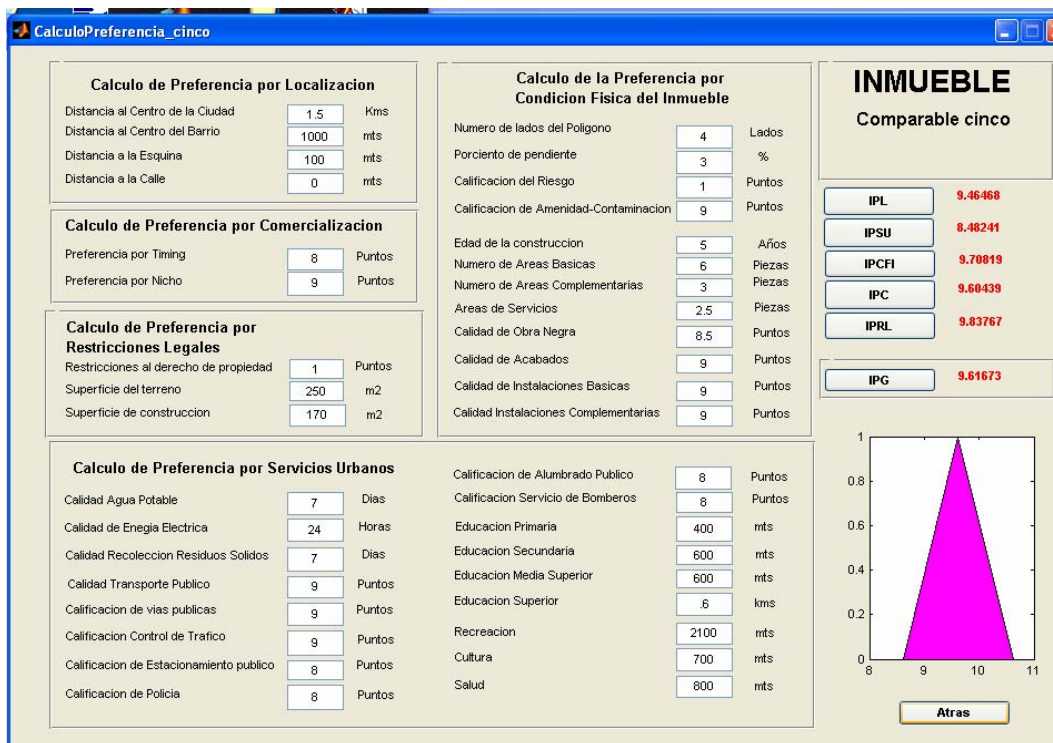 CalculoPreferencia_cinco
Calculo de Preferencia por Localizacion
Distancia al Centro de la Ciudad 1.5 Kms
Distancia al Centro del Barrio 1000 mts
Distancia a la Esquina 100 mts
Distancia a la Calle 0 mts
Calculo de Preferencia por Comercializacion
Preferencia por Timing 8 Puntos
Preferencia por Nicho 9 Puntos
Calculo de Preferencia por
Restricciones Legales
Restricciones al derecho de propiedad 1 Puntos
Superficie del terreno 250 m2
Superficie de construccion 170 m2
Calculo de la Preferencia por
Condicion Fisica del Inmueble
Numero de lados del Poligono 4 Lados
Porciento de pendiente 3 %
Calificacion del Riesgo 1 Puntos
Calificacion de Amenidad-Contaminacion 9 Puntos
Edad de la construccion 5 Años
Numero de Areas Basicas 6 Piezas
Numero de Areas Complementarias 3 Piezas
Areas de Servicios 2.5 Piezas
Calidad de Obra Negra 8.5 Puntos
Calidad de Acabados 9 Puntos
Calidad de Instalaciones Basicas 9 Puntos
Calidad Instalaciones Complementarias 9 Puntos
Calculo de Preferencia por Servicios Urbanos
Calidad Agua Potable 7 Dias
Calidad de Enegia Electrica 24 Horas
Calidad Recoleccion Residuos Solidos 7 Dias
Calidad Transporte Publico 9 Puntos
Calificacion de vias publicas 9 Puntos
Calificacion Control de Trafico 9 Puntos
Calificacion de Estacionamiento publico 8 Puntos
Calificacion de Policia 8 Puntos
Calificacion de Alumbrado Publico 8 Puntos
Calificacion Servicio de Bomberos 8 Puntos
Educacion Primaria 400 mts
Educacion Secundaria 600 mts
Educacion Media Superior 600 mts
Educacion Superior .6 kms
Recreacion 2100 mts
Cultura 700 mts
Salud 800 mts
INMUEBLE
Comparable cinco
IPL 9.46468
IPSU 8.48241
IPCFI 9.70819
IPC 9.60439
IPRL 9.83767
IPG 9.61673
1
0.8
0.6
0.4
0.2
0
8 9 10 11
Atras